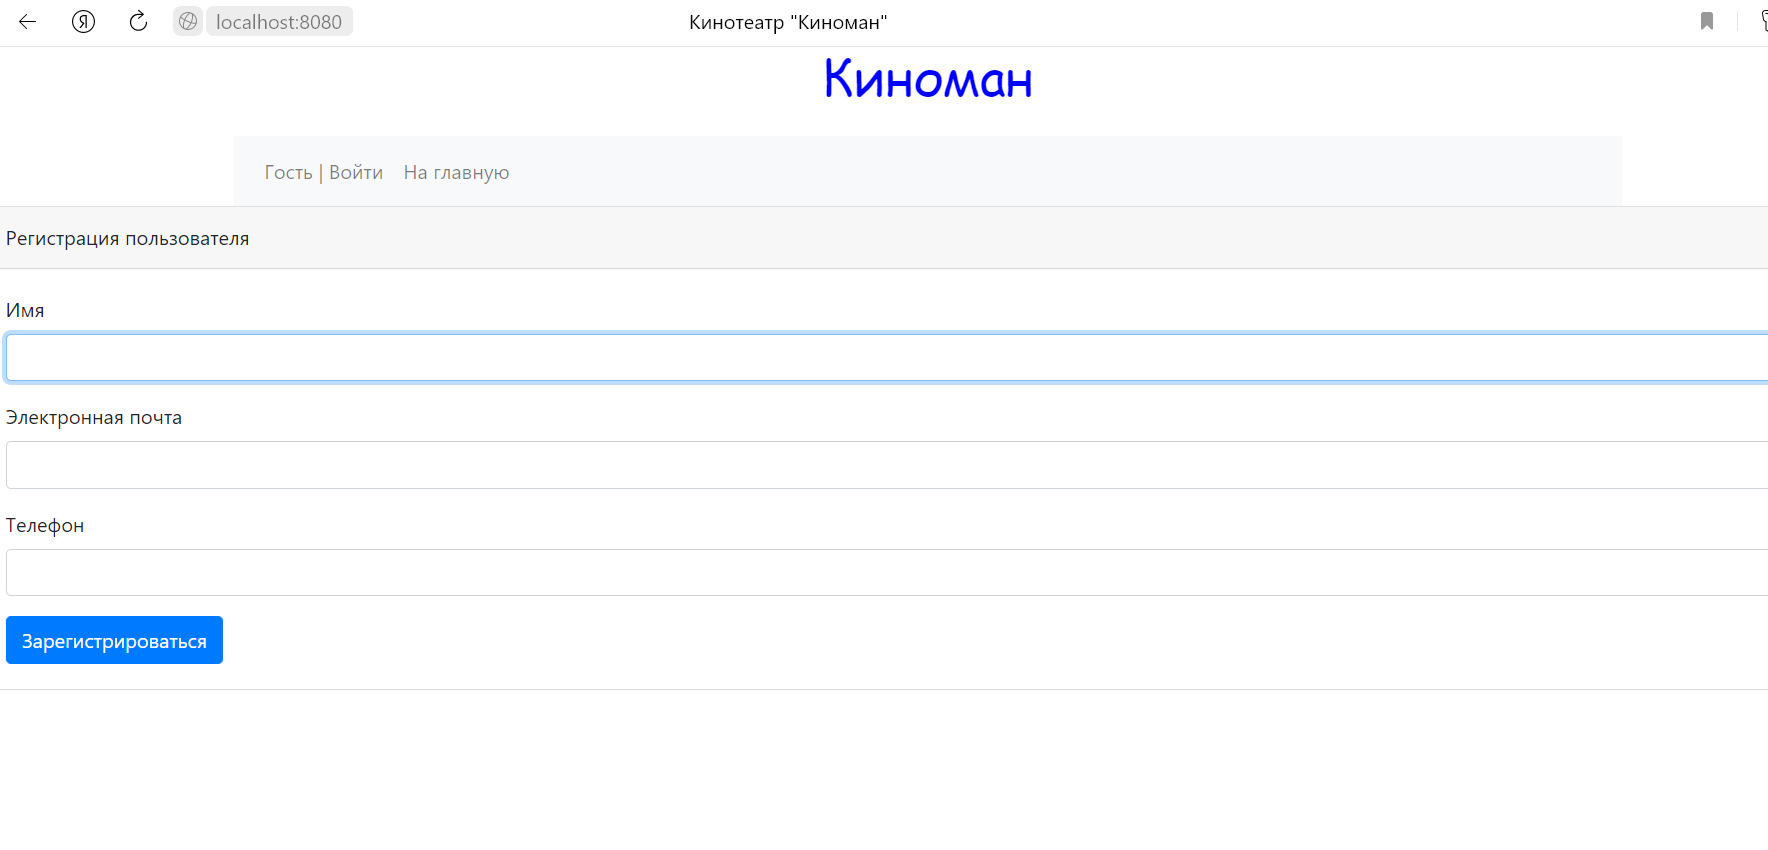 localhost:8080 Кинотеатр "Киноман"
Киноман
Гость | Войти На главную
Регистрация пользователя
Имя
Электронная почта
Телефон
Зарегистрироваться